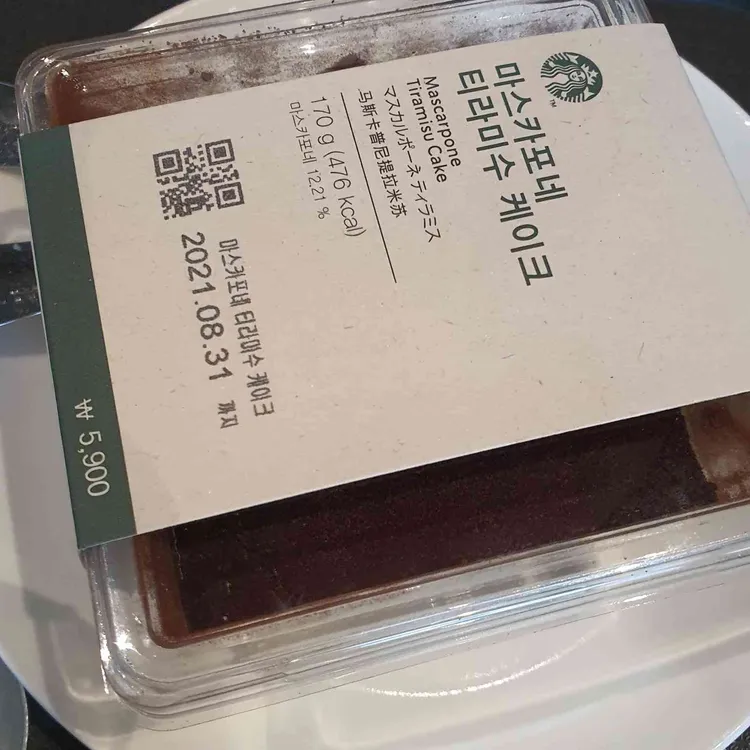 마스카포네
티라미수 케이크
Mascarpone
Tiramisu Cake
マスカルポーネ ティラミス
马斯卡普尼提拉米苏
170 g (476 kcal)
마스카포네 12.21 %
마스카포네 티라미수 케이크
2021.08.31 까지
₩ 5,900